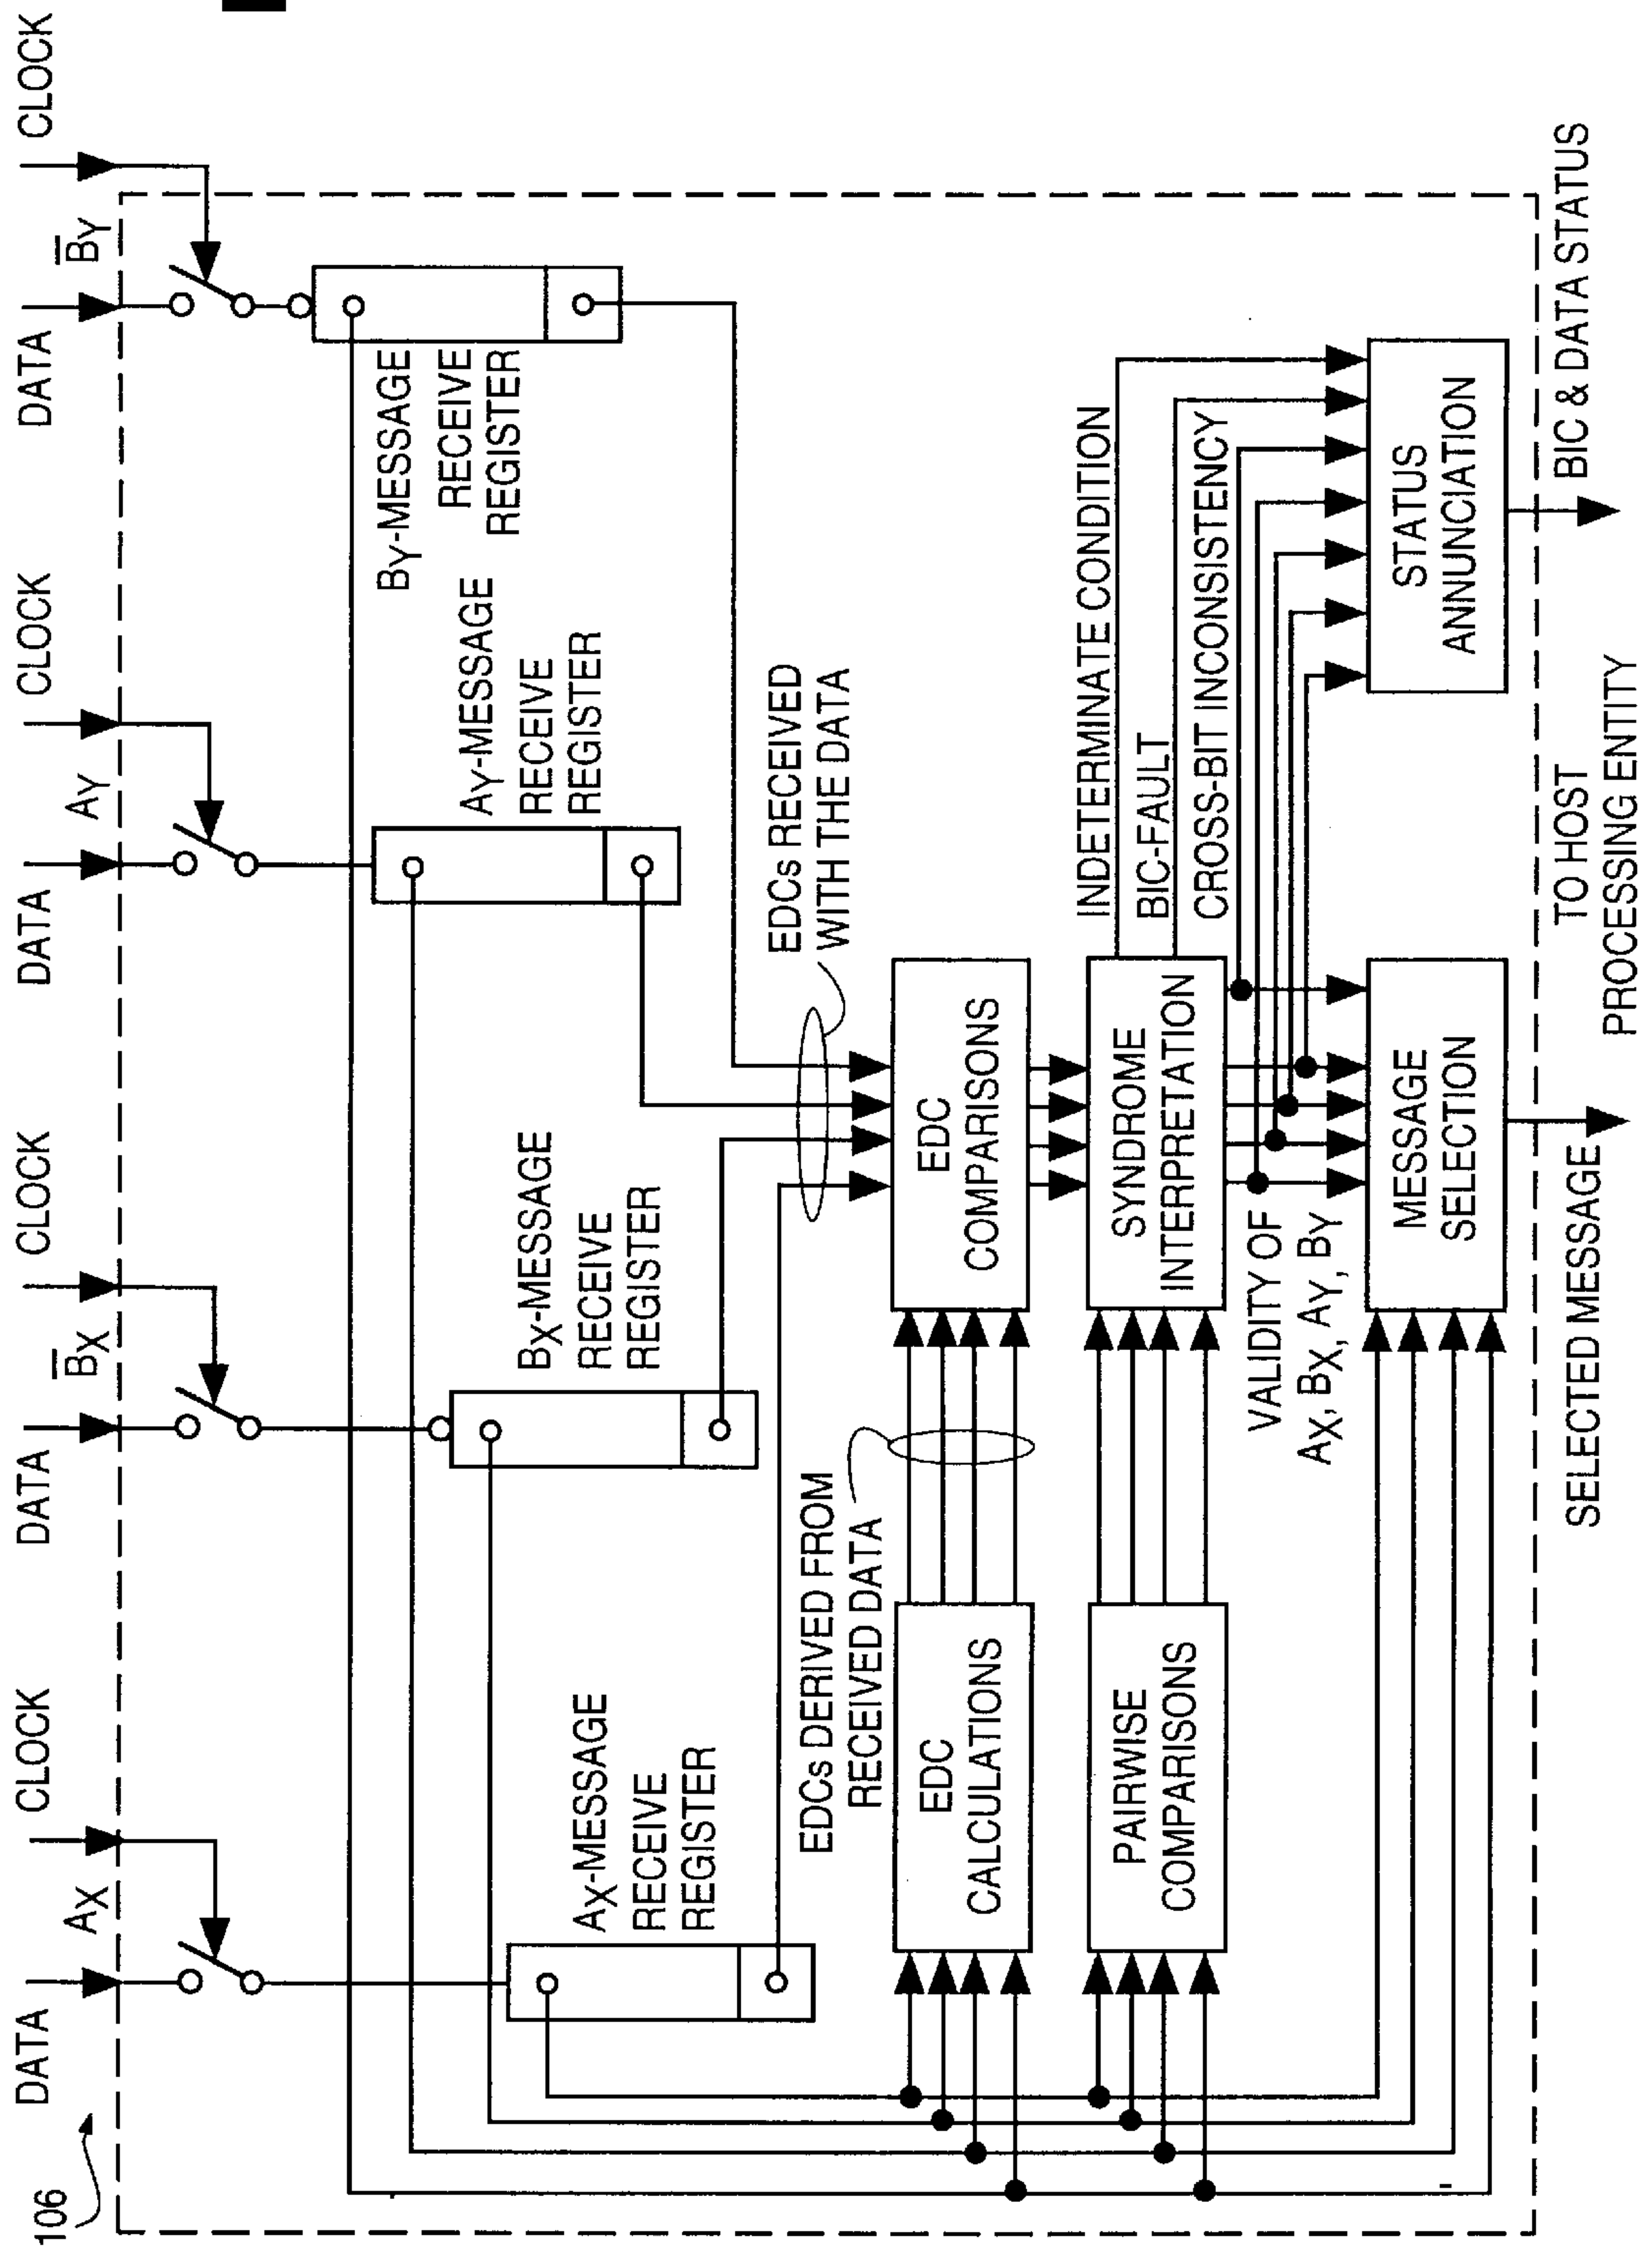 106
DATA
AX
CLOCK
DATA
B̅X
CLOCK
DATA
AY
CLOCK
DATA
B̅Y
CLOCK
AX-MESSAGE
RECEIVE
REGISTER
BX-MESSAGE
RECEIVE
REGISTER
AY-MESSAGE
RECEIVE
REGISTER
BY-MESSAGE
RECEIVE
REGISTER
EDCs RECEIVED
WITH THE DATA
EDCs DERIVED FROM
RECEIVED DATA
EDC
CALCULATIONS
EDC
COMPARISONS
PAIRWISE
COMPARISONS
SYNDROME
INTERPRETATION
INDETERMINATE CONDITION
BIC-FAULT
CROSS-BIT INCONSISTENCY
VALIDITY OF
AX, BX, AY, BY
MESSAGE
SELECTION
STATUS
ANNUNCIATION
SELECTED MESSAGE
TO HOST
PROCESSING ENTITY
BIC & DATA STATUS